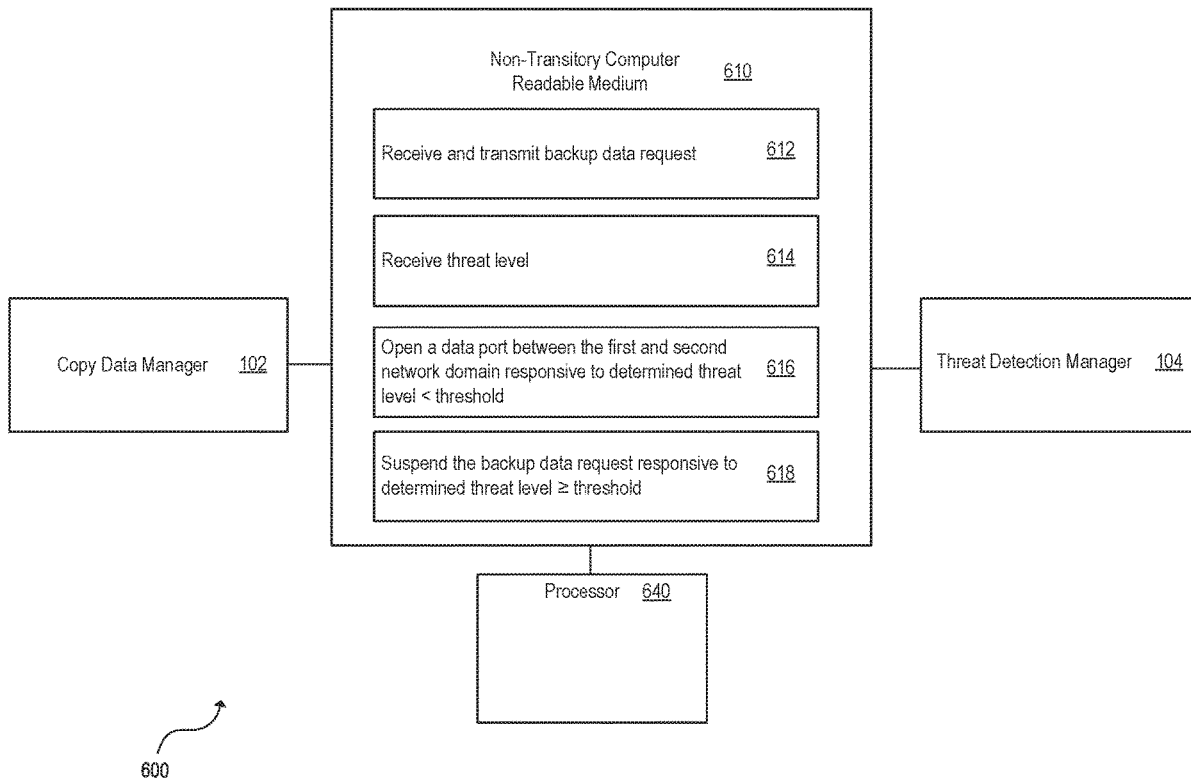 Non-Transitory Computer
Readable Medium 610
Receive and transmit backup data request 612
Receive threat level 614
Copy Data Manager 102
Open a data port between the first and second
network domain responsive to determined threat 616
level < threshold
Threat Detection Manager 104
Suspend the backup data request responsive to
determined threat level ≥ threshold 618
Processor 640
600